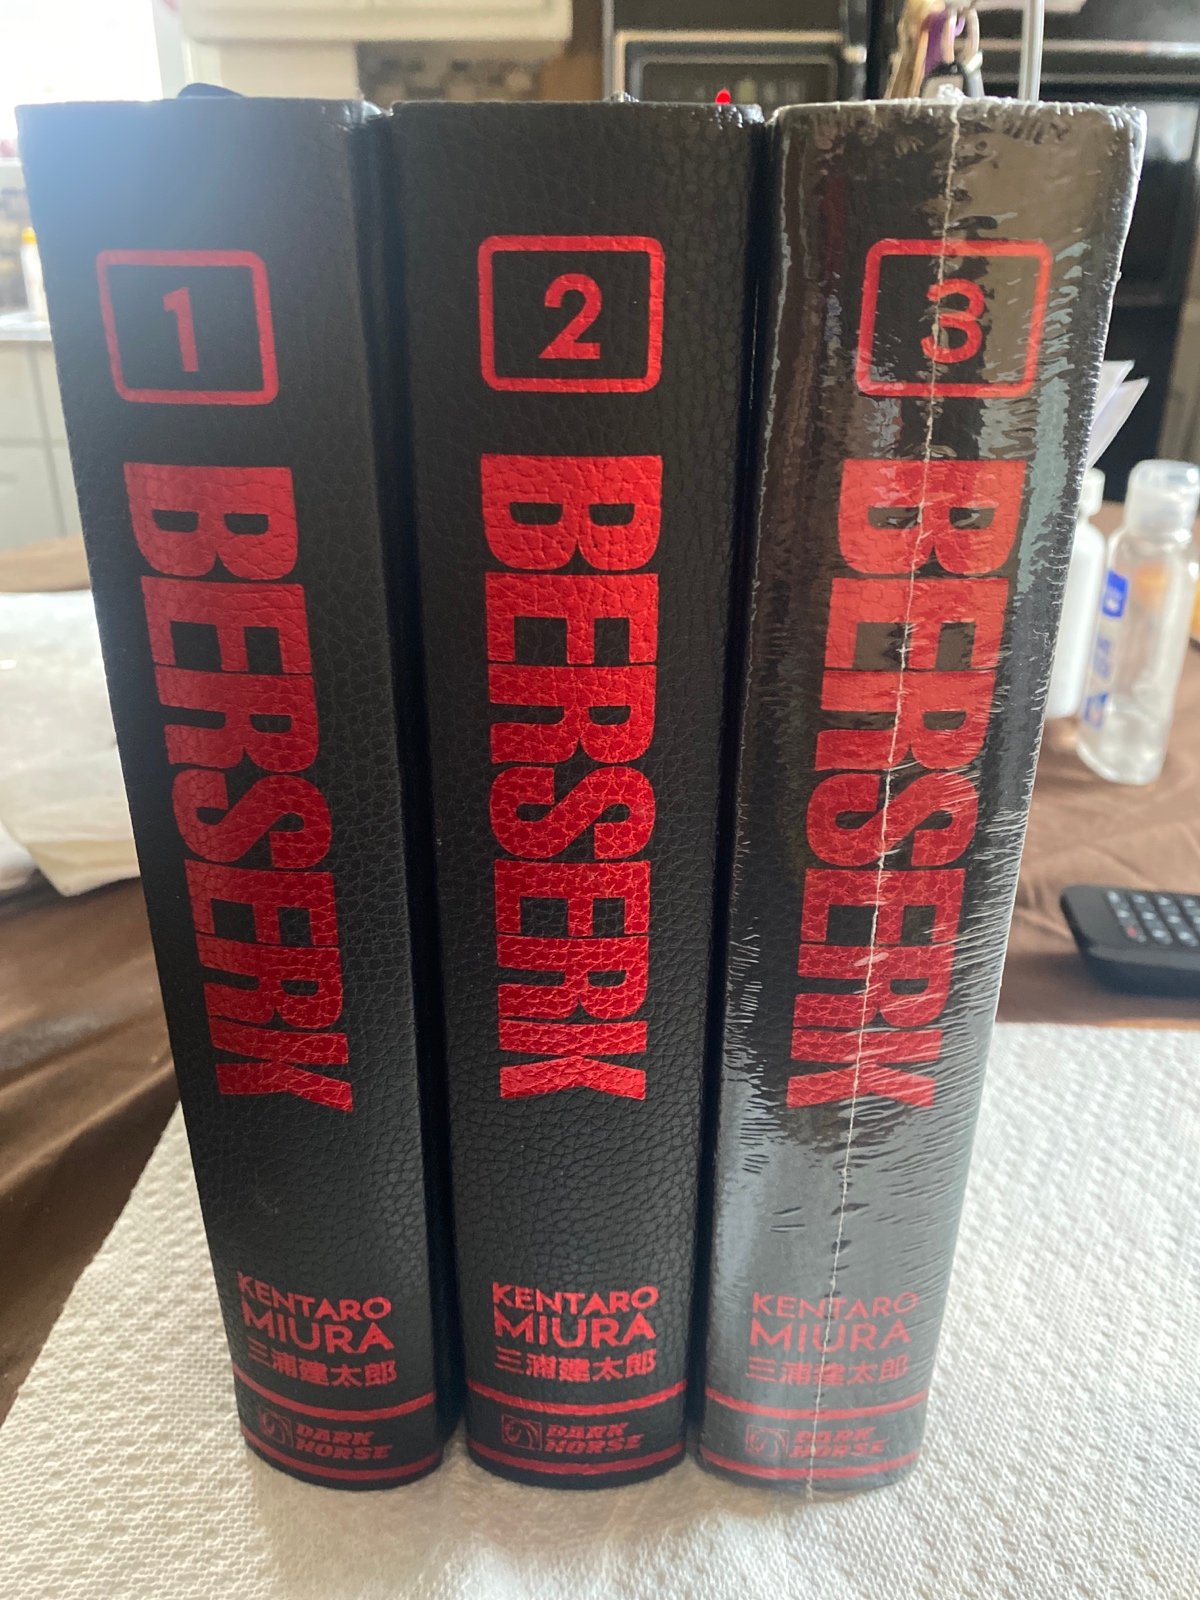 1
BERSERK
KENTARO
MIURA
三浦建太郎
DARK
HORSE
2
BERSERK
KENTARO
MIURA
三浦建太郎
DARK
HORSE
3
BERSERK
KENTARO
MIURA
三浦建太郎
DARK
HORSE